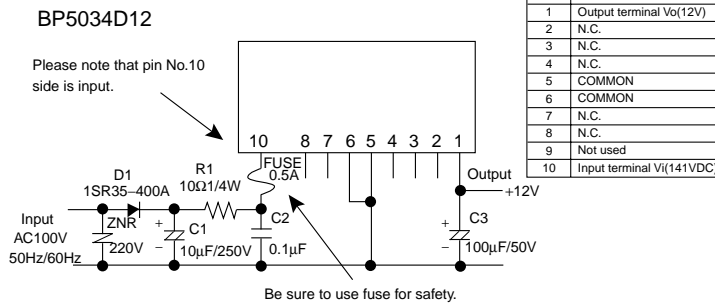 BP5034D12
Please note that pin No.10
side is input.
1 Output terminal Vo(12V)
2 N.C.
3 N.C.
4 N.C.
5 COMMON
6 COMMON
7 N.C.
8 N.C.
9 Not used
10 Input terminal Vi(141VDC)
10 8 7 6 5 4 3 2 1
FUSE
0.5A
D1
1SR35–400A
R1
10Ω1/4W
Output
+12V
Input
AC100V
50Hz/60Hz
ZNR
220V
+
−
C1
10μF/250V
C2
0.1μF
+
−
C3
100μF/50V
Be sure to use fuse for safety.